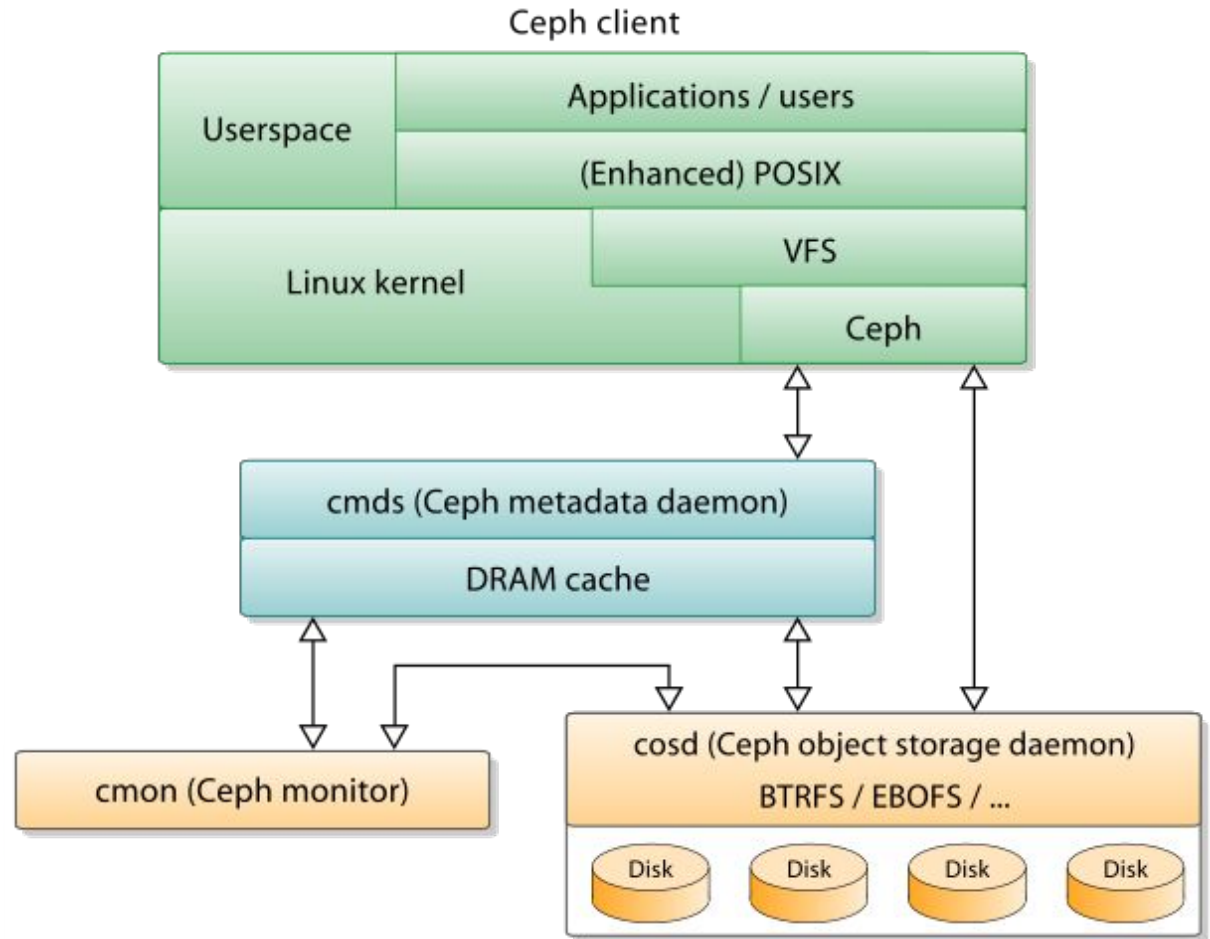 Ceph client
Userspace
Applications / users
(Enhanced) POSIX
Linux kernel
VFS
Ceph
cmds (Ceph metadata daemon)
DRAM cache
cmon (Ceph monitor)
cosd (Ceph object storage daemon)
BTRFS / EBOFS / ...
Disk
Disk
Disk
Disk